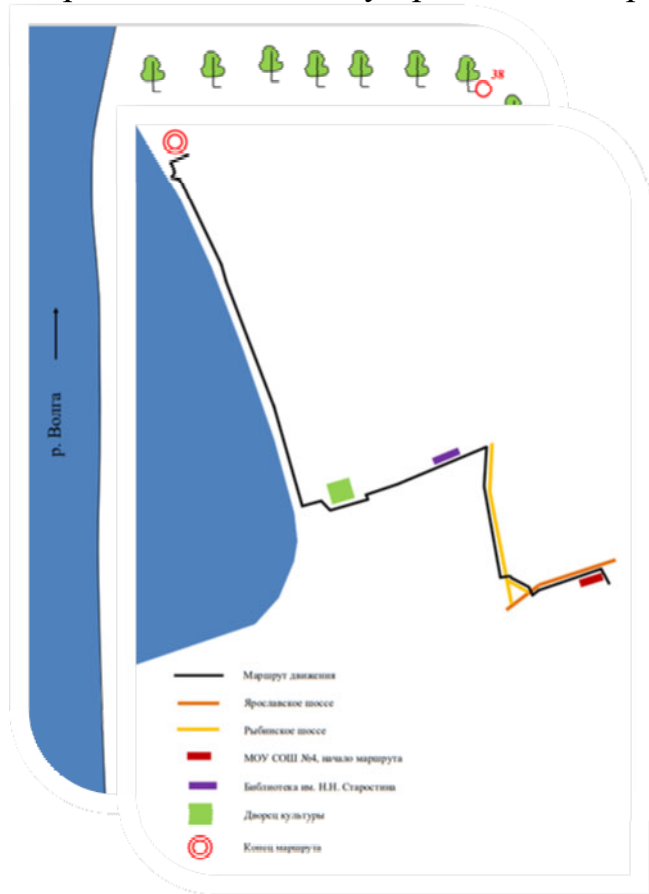 38
р. Волга
Маршрут движения
Ярославское шоссе
Рыбинское шоссе
МОУ СОШ №4, начало маршрута
Библиотека им. Н.Н. Старостина
Дворец культуры
Конец маршрута